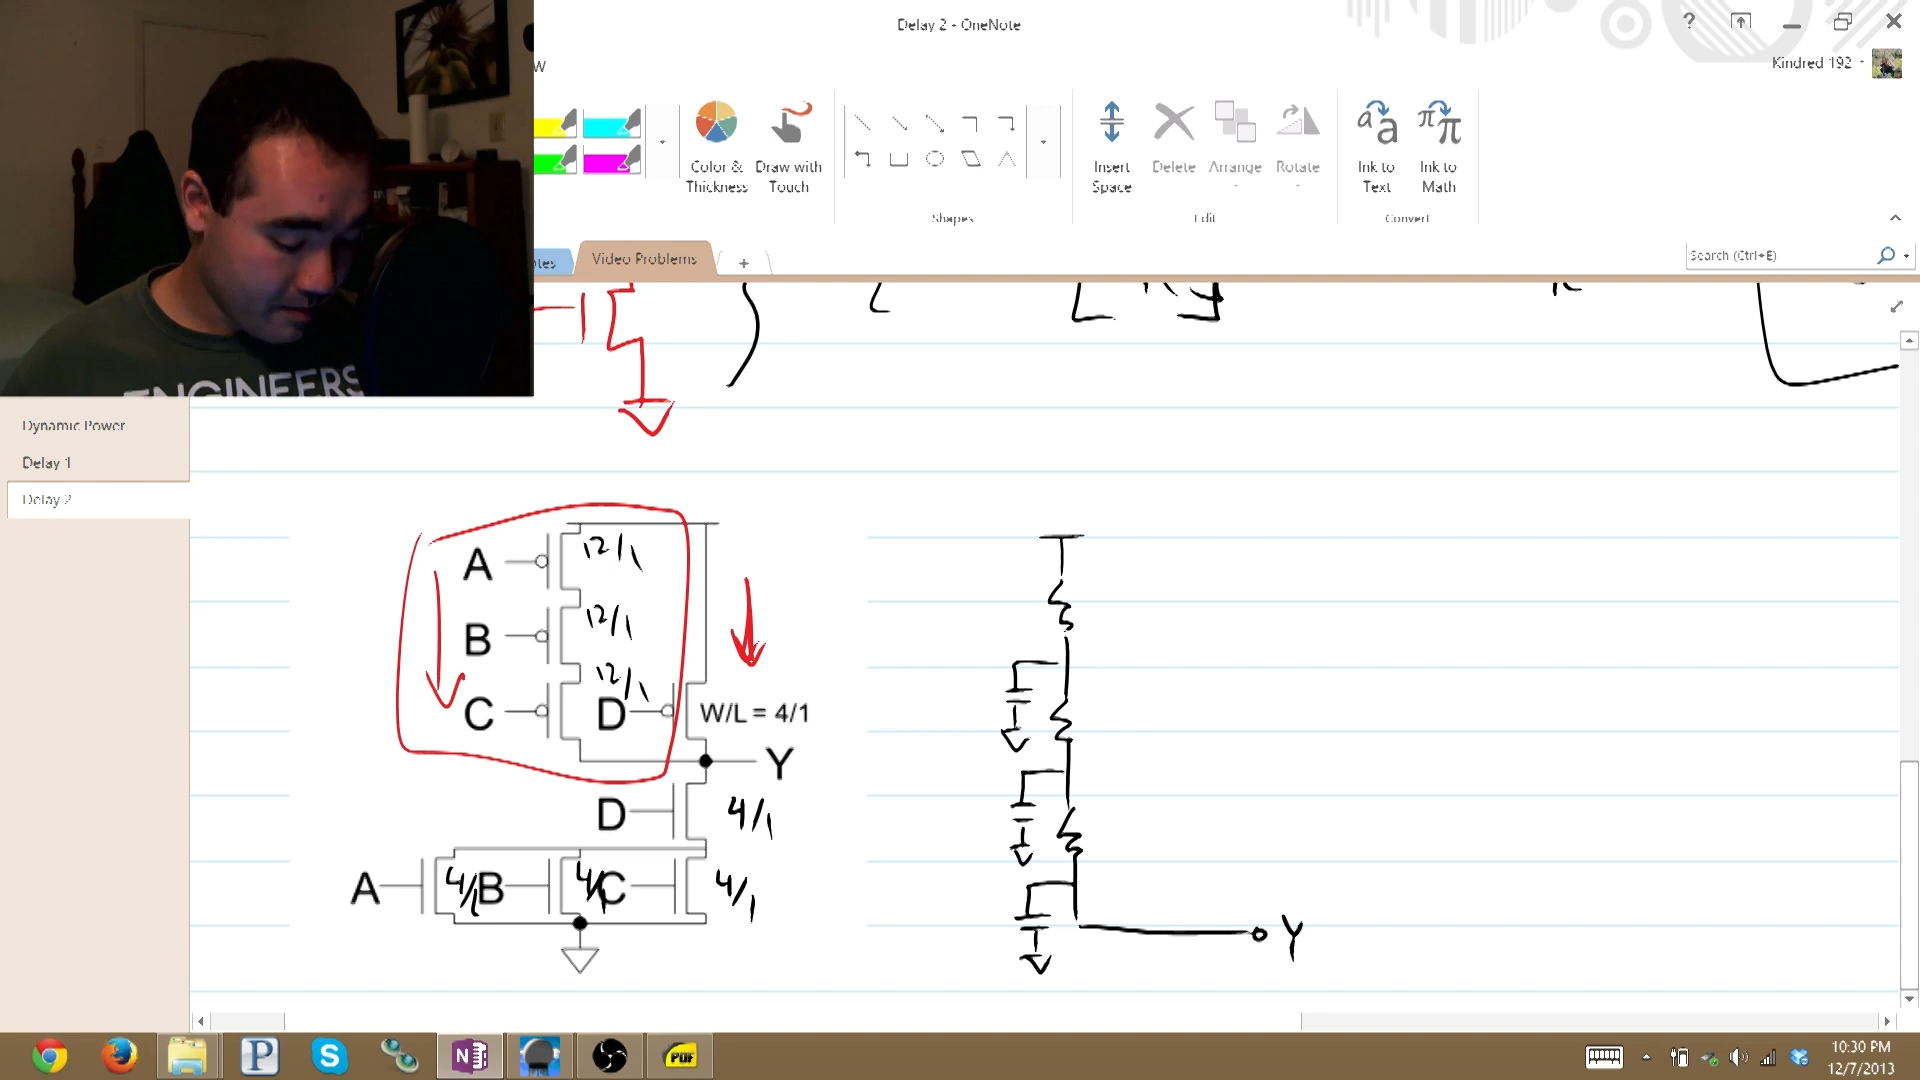 Delay 2 - OneNote
?
W
Kindred 192
Color & Thickness
Draw with Touch
Insert Space
Delete
Arrange
Rotate
Ink to Text
Ink to Math
Shapes
Edit
Convert
Video Problems
+
Search (Ctrl+E)
ENGINEERS
Dynamic Power
Delay 1
Delay 2
A 12/1
B 12/1
12/1
C D W/L = 4/1
Y
D 4/1
A 4/1 B 4/1 C 4/1
Y
10:30 PM
12/7/2013